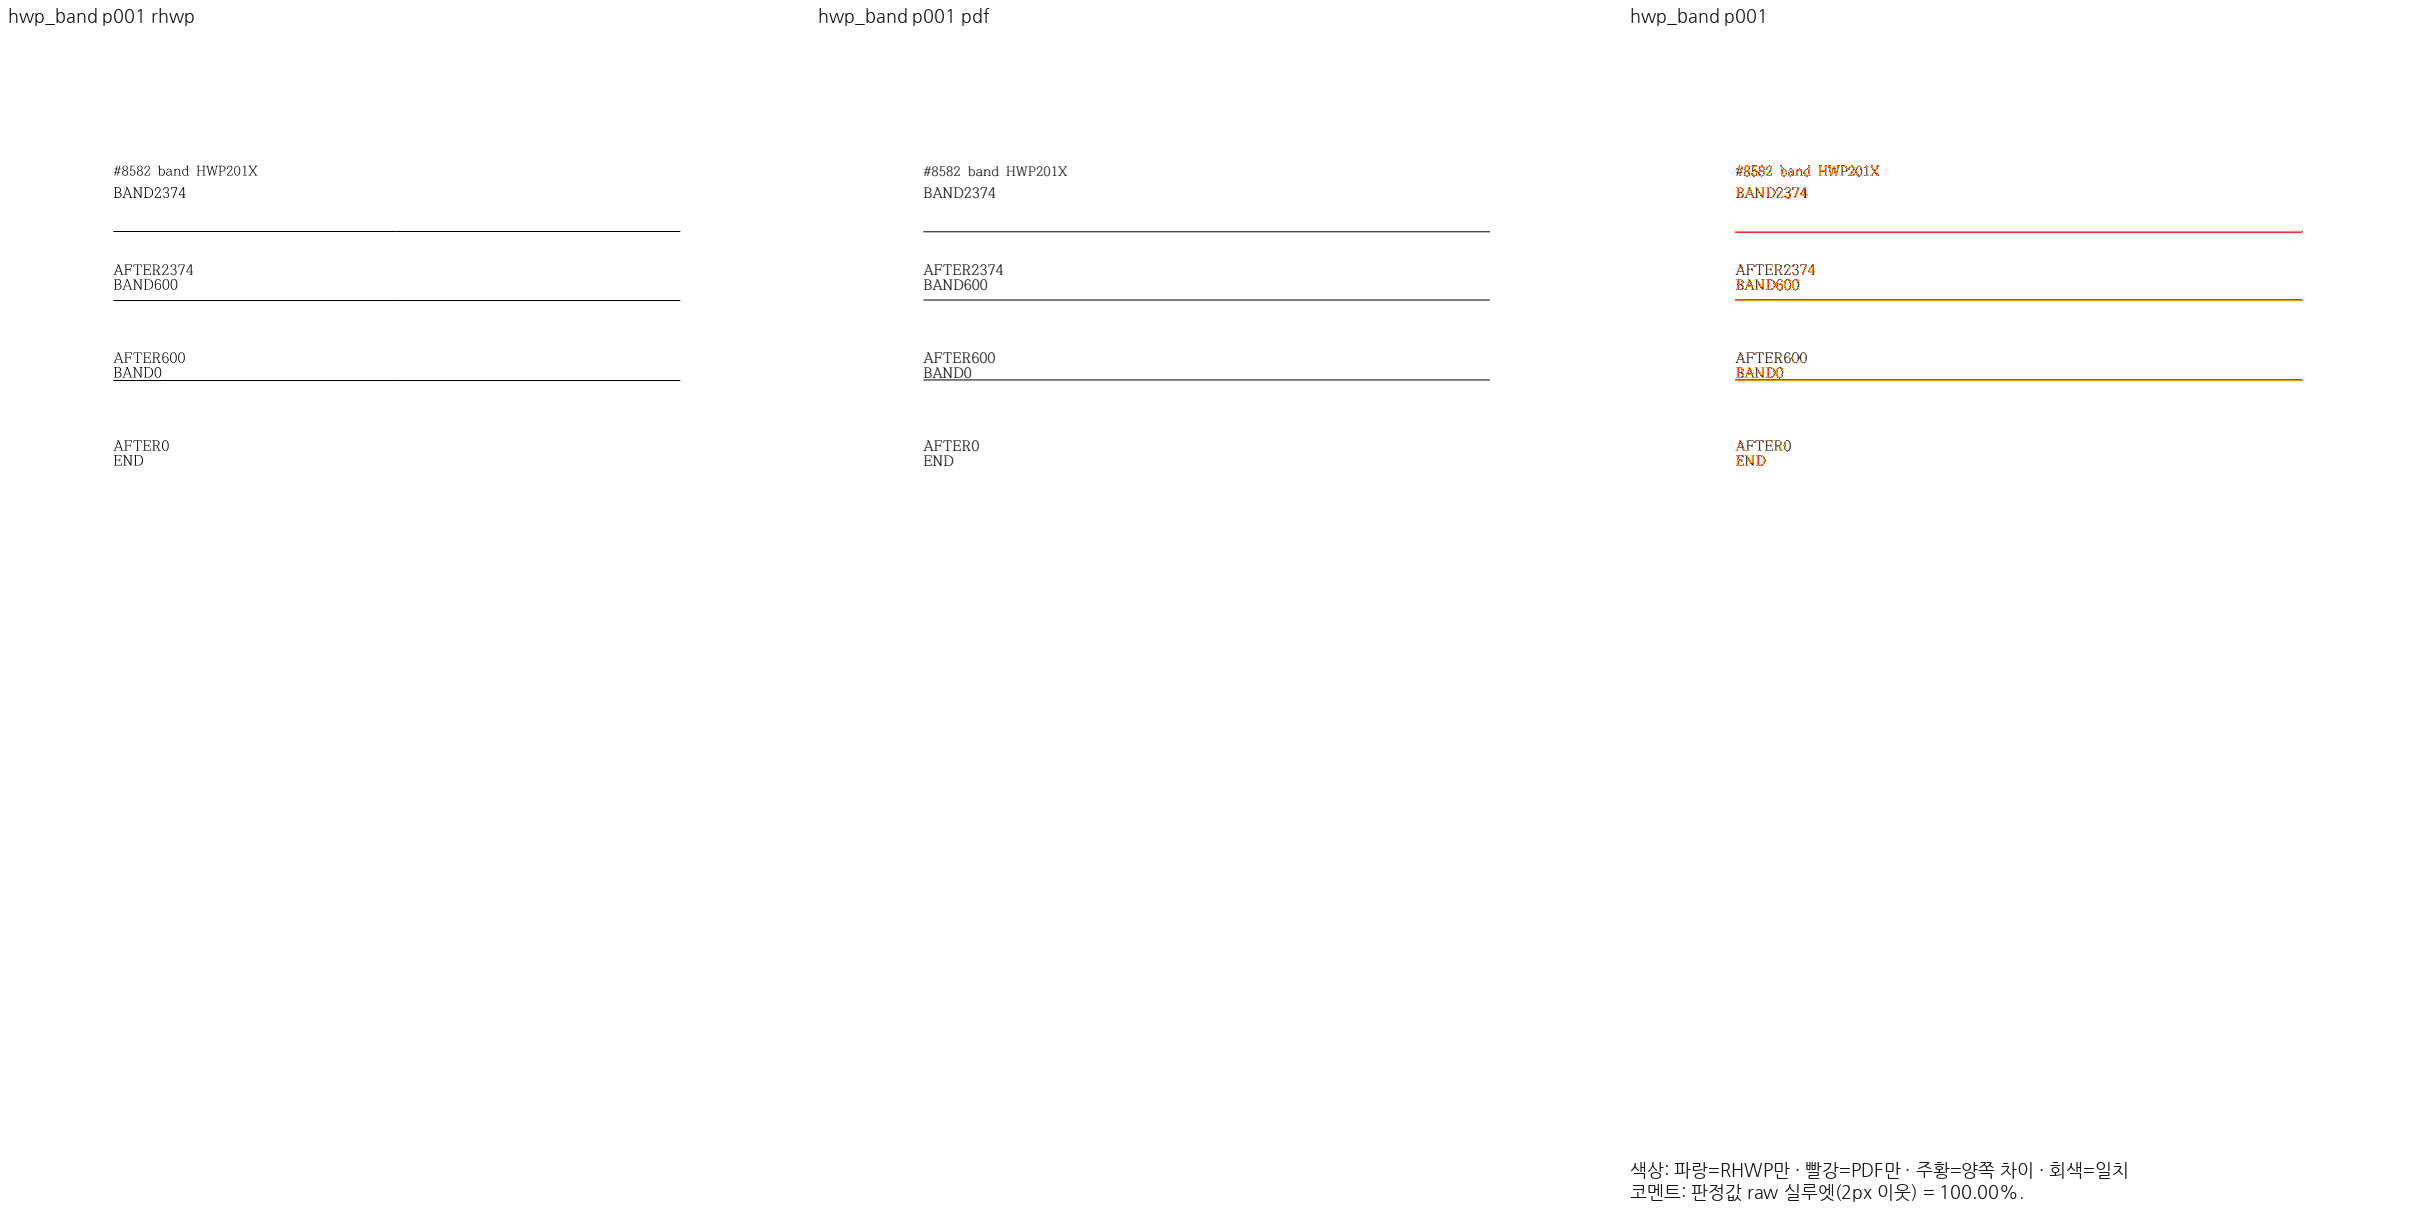 hwp_band p001 rhwp
#8582 band HWP201X
BAND2374
AFTER2374
BAND600
AFTER600
BAND0
AFTER0
END
hwp_band p001 pdf
#8582 band HWP201X
BAND2374
AFTER2374
BAND600
AFTER600
BAND0
AFTER0
END
hwp_band p001
#8582 band HWP201X
BAND2374
AFTER2374
BAND600
AFTER600
BAND0
AFTER0
END
색상: 파랑=RHWP만 · 빨강=PDF만 · 주황=양쪽 차이 · 회색=일치
코멘트: 판정값 raw 실루엣(2px 이웃) = 100.00%.